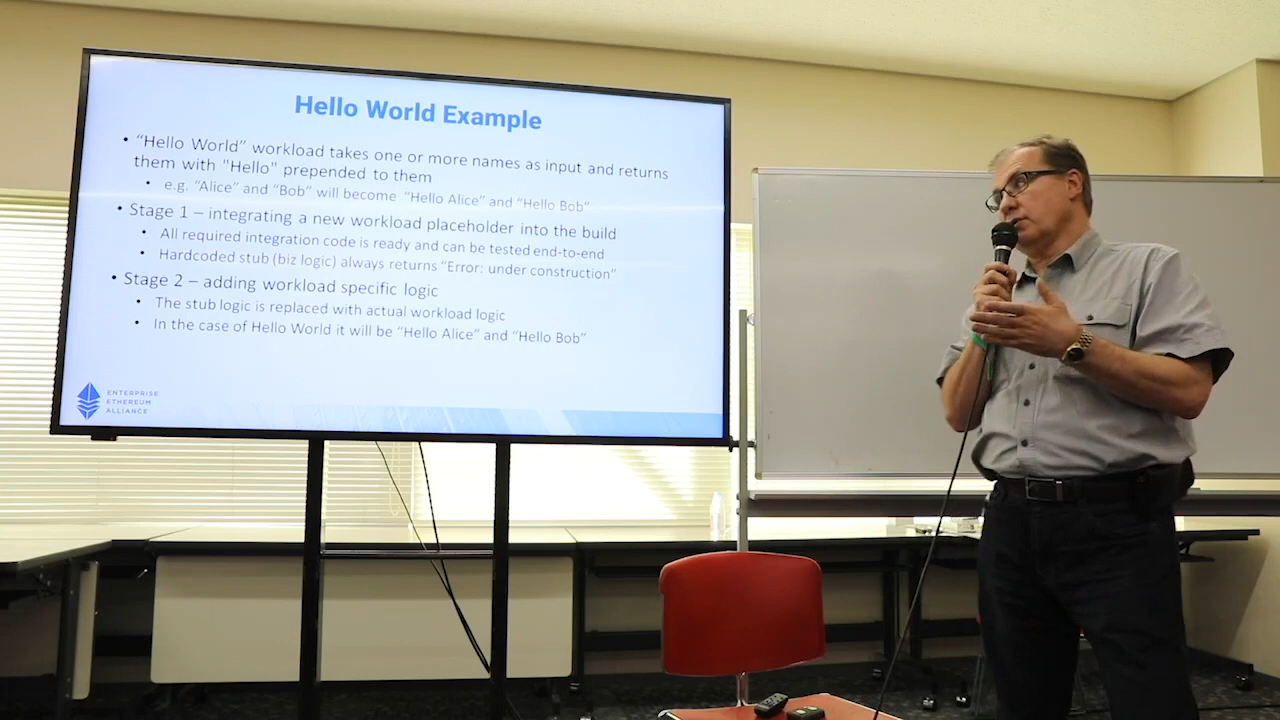 Hello World Example
• “Hello World” workload takes one or more names as input and returns
them with "Hello" prepended to them
• e.g. “Alice” and “Bob” will become “Hello Alice” and “Hello Bob”
• Stage 1 – integrating a new workload placeholder into the build
• All required integration code is ready and can be tested end-to-end
• Hardcoded stub (biz logic) always returns “Error: under construction”
• Stage 2 – adding workload specific logic
• The stub logic is replaced with actual workload logic
• In the case of Hello World it will be “Hello Alice” and “Hello Bob”
ENTERPRISE
ETHEREUM
ALLIANCE